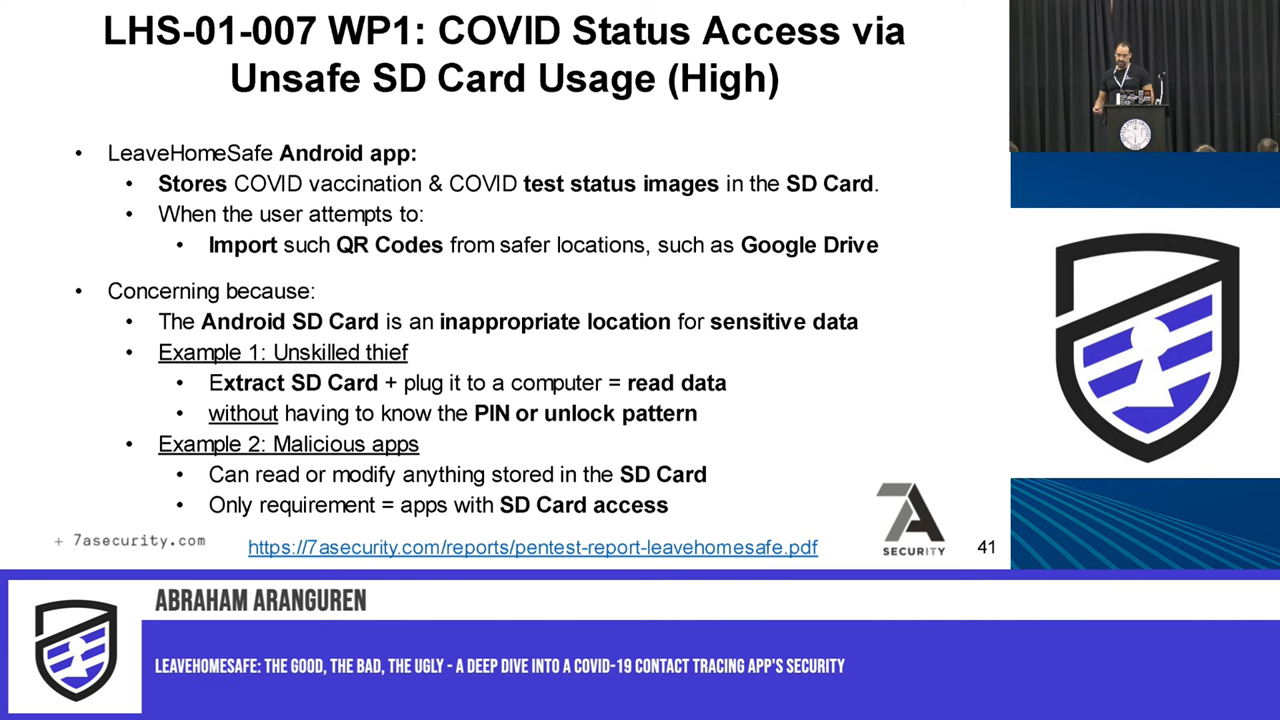 LHS-01-007 WP1: COVID Status Access via
Unsafe SD Card Usage (High)
• LeaveHomeSafe Android app:
• Stores COVID vaccination & COVID test status images in the SD Card.
• When the user attempts to:
• Import such QR Codes from safer locations, such as Google Drive
• Concerning because:
• The Android SD Card is an inappropriate location for sensitive data
• Example 1: Unskilled thief
• Extract SD Card + plug it to a computer = read data
• without having to know the PIN or unlock pattern
• Example 2: Malicious apps
• Can read or modify anything stored in the SD Card
• Only requirement = apps with SD Card access
+ 7asecurity.com
https://7asecurity.com/reports/pentest-report-leavehomesafe.pdf
7A
SECURITY
41
ABRAHAM ARANGUREN
LEAVEHOMESAFE: THE GOOD, THE BAD, THE UGLY - A DEEP DIVE INTO A COVID-19 CONTACT TRACING APP'S SECURITY